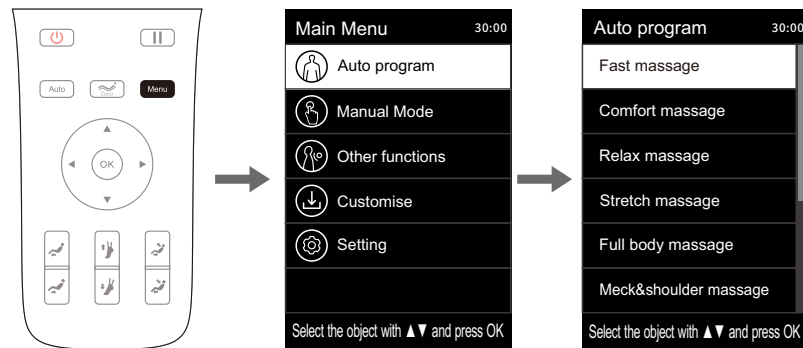 Auto
Zero
Menu
OK
Main Menu 30:00
Auto program
Manual Mode
Other functions
Customise
Setting
Select the object with ▲▼ and press OK
Auto program 30:00
Fast massage
Comfort massage
Relax massage
Stretch massage
Full body massage
Meck&shoulder massage
Select the object with ▲▼ and press OK